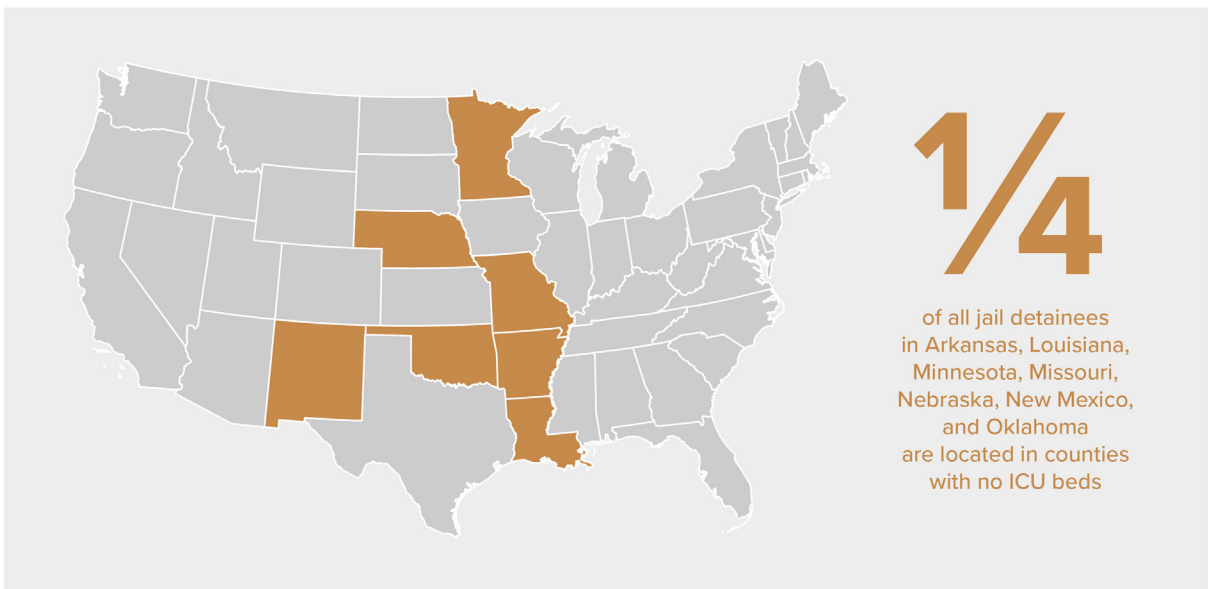 1/4
of all jail detainees
in Arkansas, Louisiana,
Minnesota, Missouri,
Nebraska, New Mexico,
and Oklahoma
are located in counties
with no ICU beds